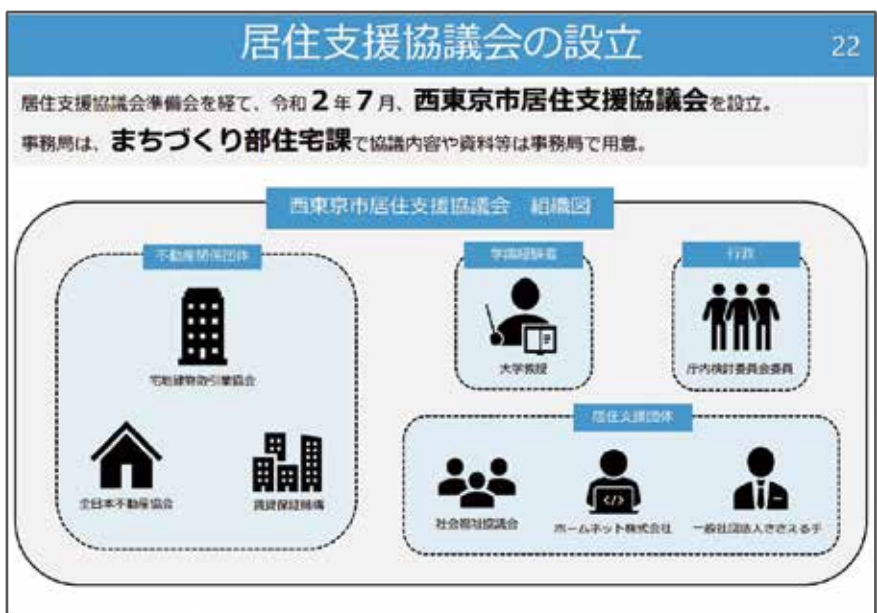 居住支援協議会の設立
22
居住支援協議会準備会を経て、令和2年7月、西東京市居住支援協議会を設立。
事務局は、まちづくり部住宅課で協議内容や資料等は事務局で用意。
西東京市居住支援協議会 組織図
不動産関係団体
宅地建物取引業協会
全日本不動産協会
賃貸保証機構
学識経験者
大学教授
行政
庁内検討委員会委員
居住支援団体
社会福祉協議会
ホームネット株式会社
一般社団法人ささえる手